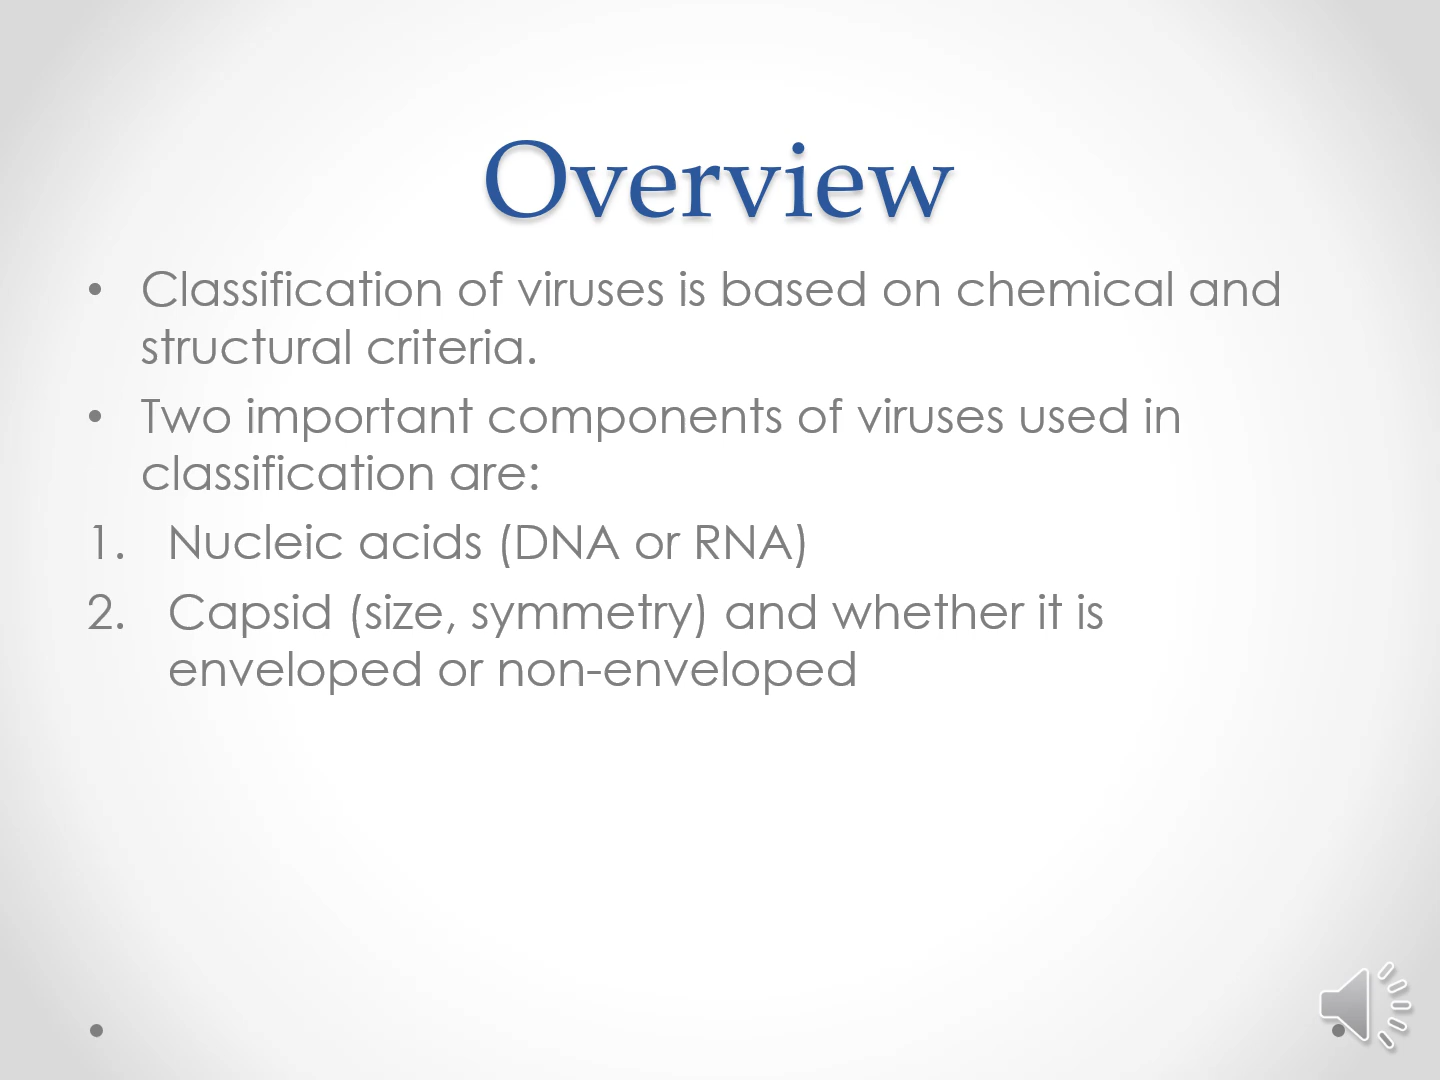 Overview
• Classification of viruses is based on chemical and
structural criteria.
• Two important components of viruses used in
classification are:
1. Nucleic acids (DNA or RNA)
2. Capsid (size, symmetry) and whether it is
enveloped or non-enveloped